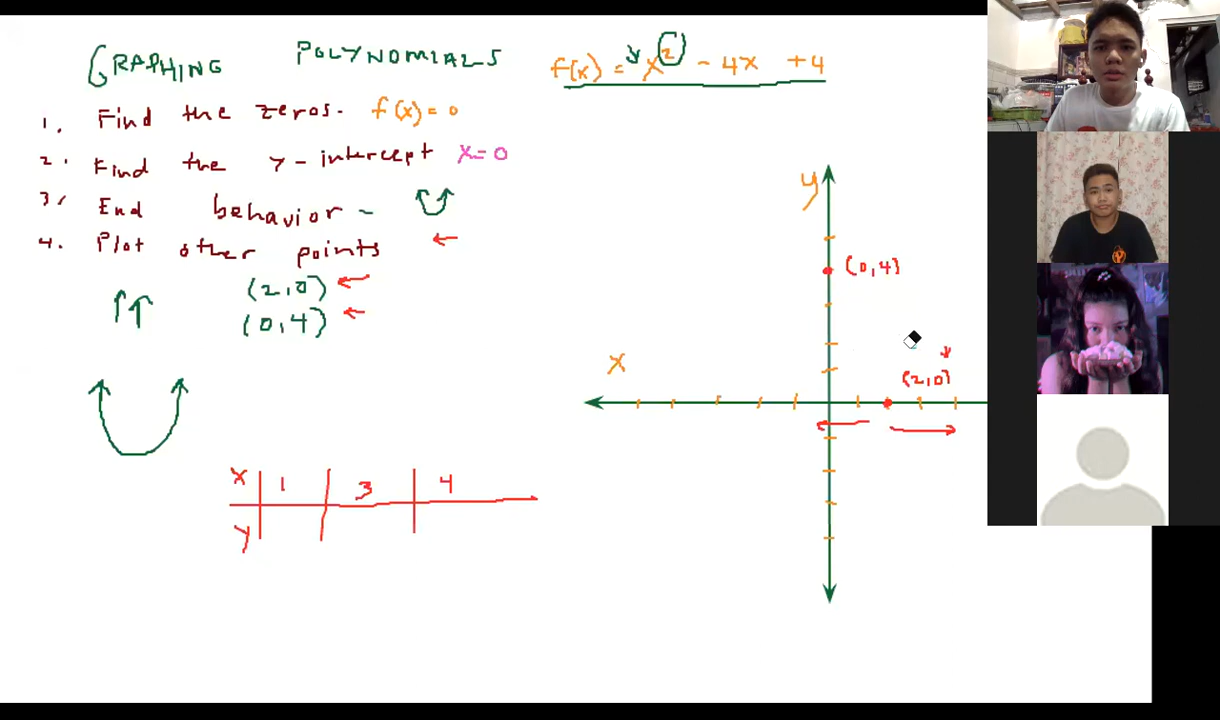 GRAPHING POLYNOMIALS
f(x) = x² - 4x + 4
1. Find the zeros. f(x) = 0
2. Find the y-intercept x=0
3. End behavior -
4. Plot other points
(2,0)
(0,4)
y
(0,4)
x
(2,0)
x 1 3 4
y